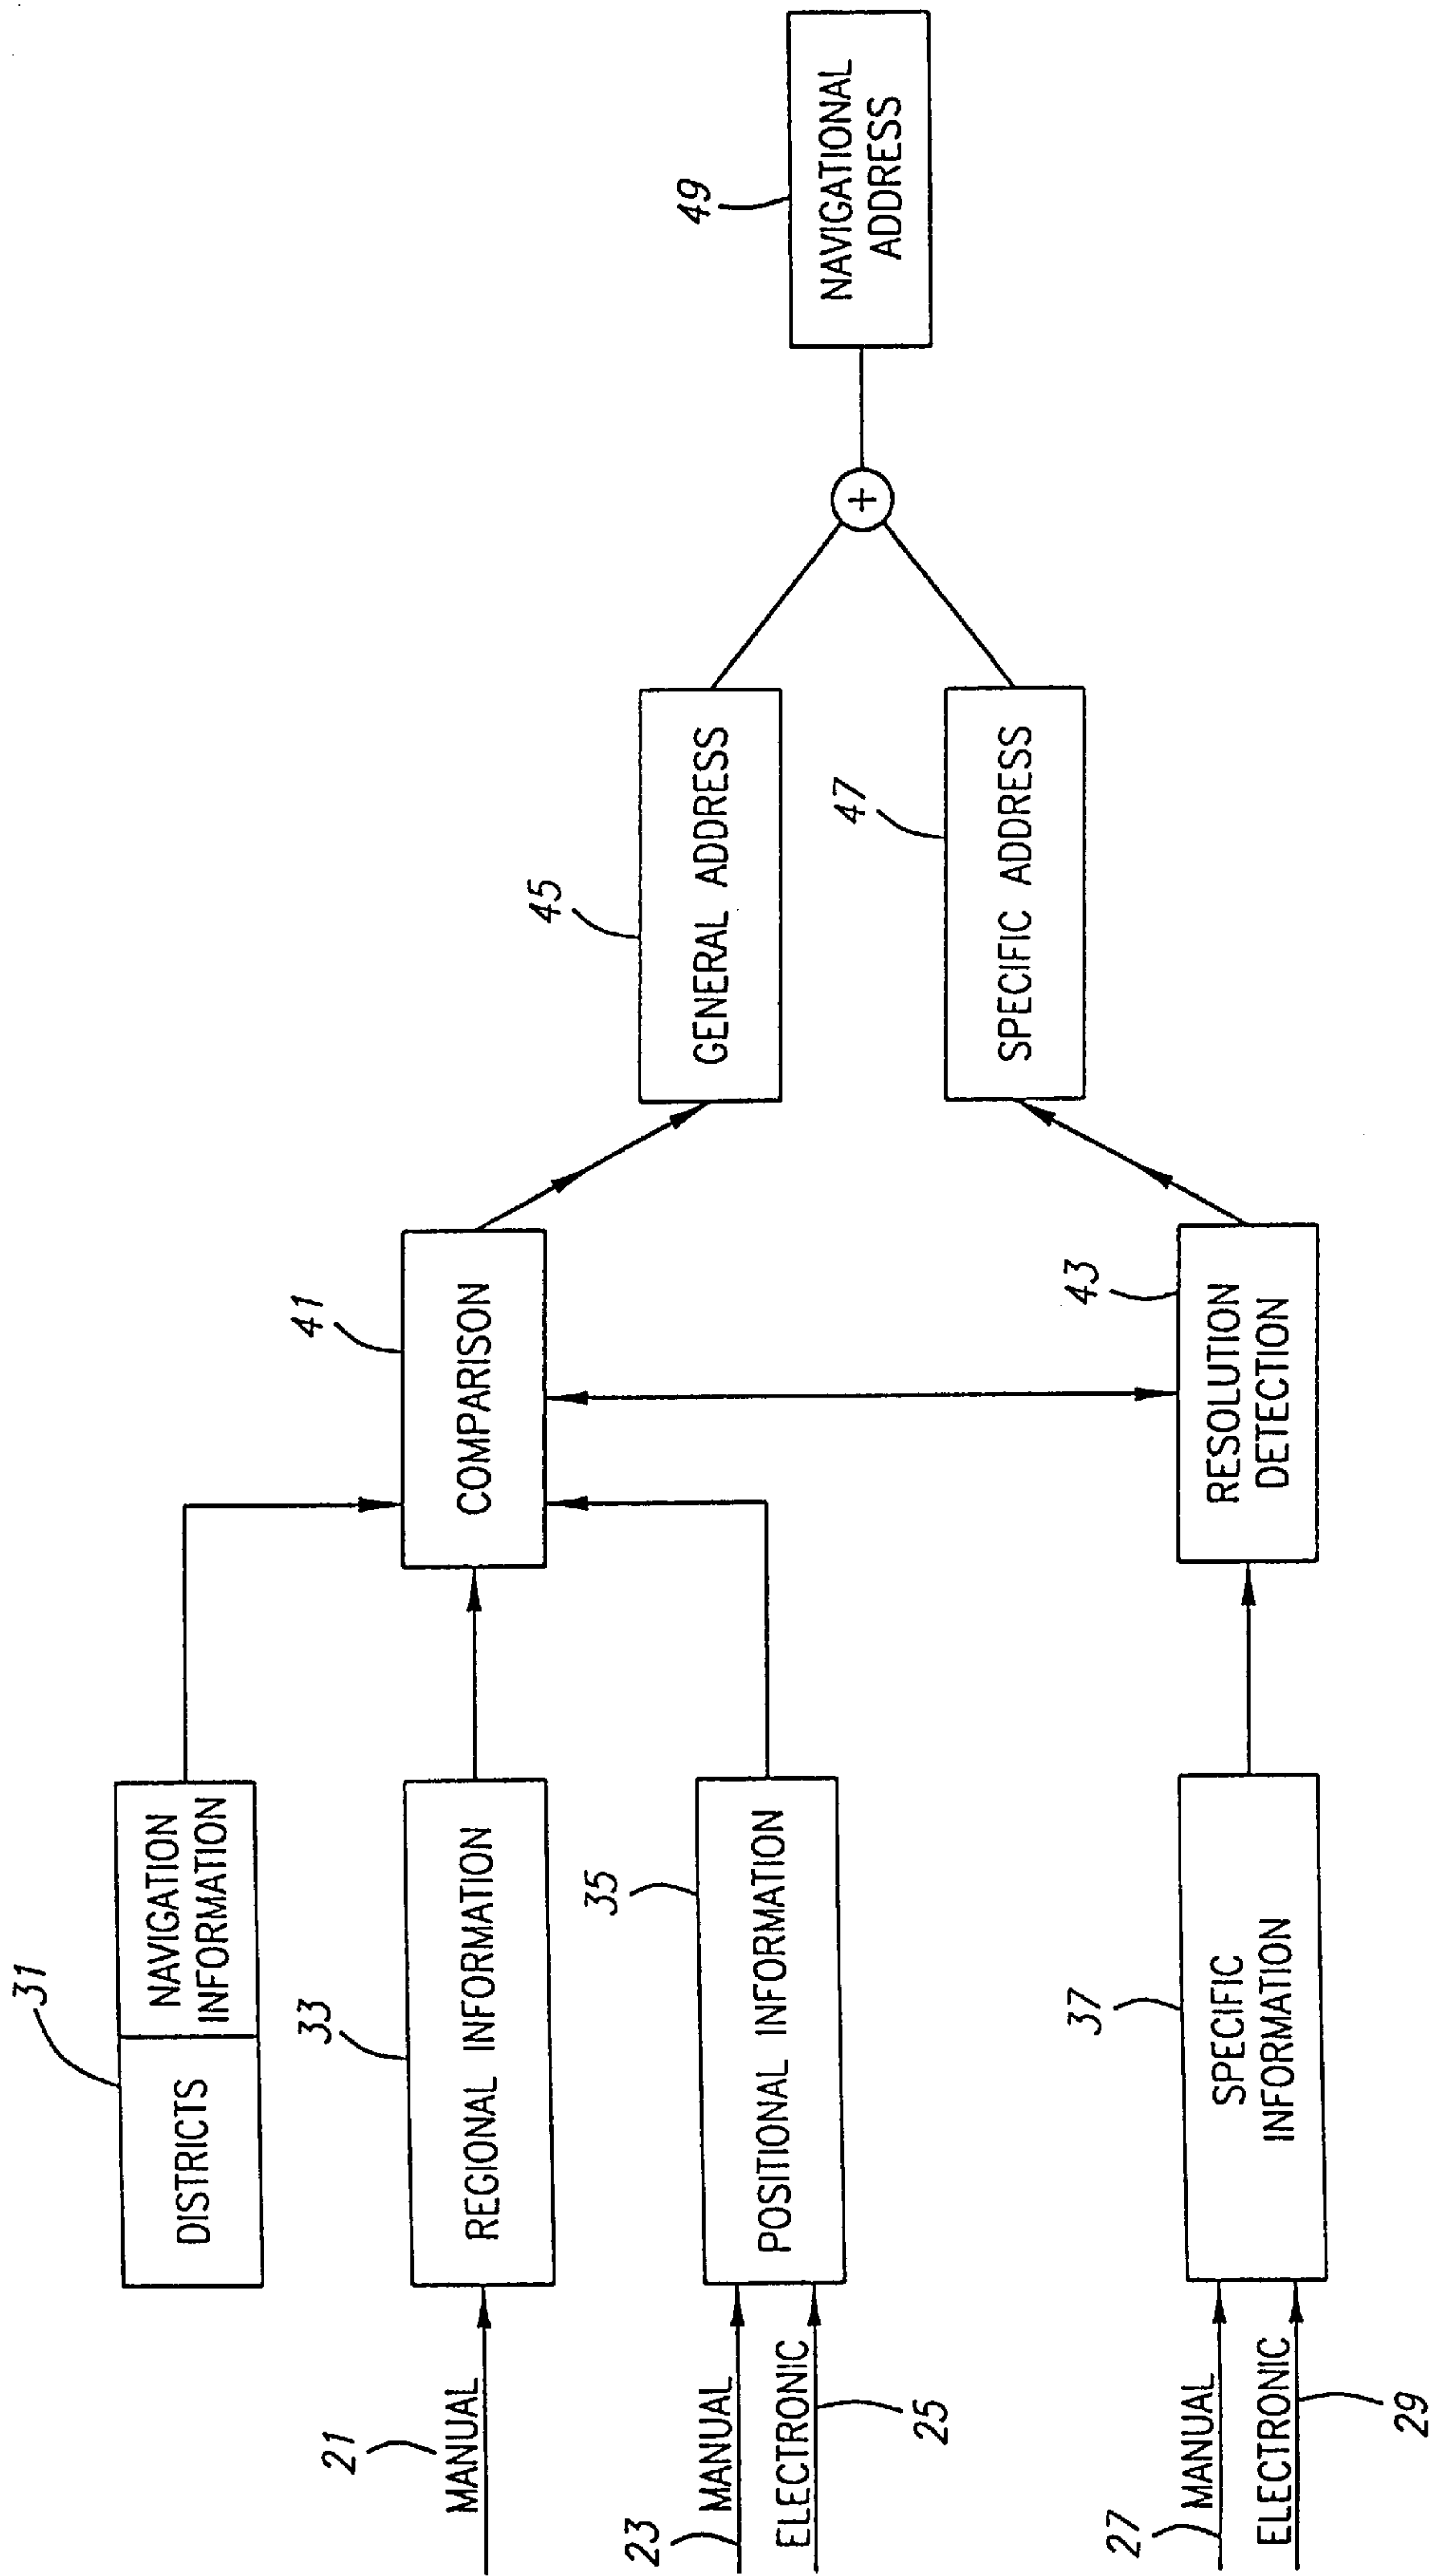 31
DISTRICTS
NAVIGATION
INFORMATION
21
MANUAL
33
REGIONAL INFORMATION
41
COMPARISON
23
MANUAL
ELECTRONIC
25
35
POSITIONAL INFORMATION
45
GENERAL ADDRESS
49
NAVIGATIONAL
ADDRESS
+
47
SPECIFIC ADDRESS
27
MANUAL
ELECTRONIC
29
37
SPECIFIC
INFORMATION
43
RESOLUTION
DETECTION